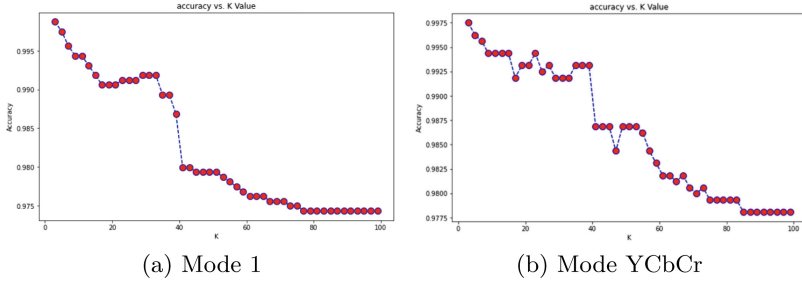 accuracy vs. K Value
0.995
0.990
0.985
0.980
0.975
Accuracy
0 20 40 60 80 100
K
(a) Mode 1
accuracy vs. K Value
0.9975
0.9950
0.9925
0.9900
0.9875
0.9850
0.9825
0.9800
0.9775
Accuracy
0 20 40 60 80 100
K
(b) Mode YCbCr